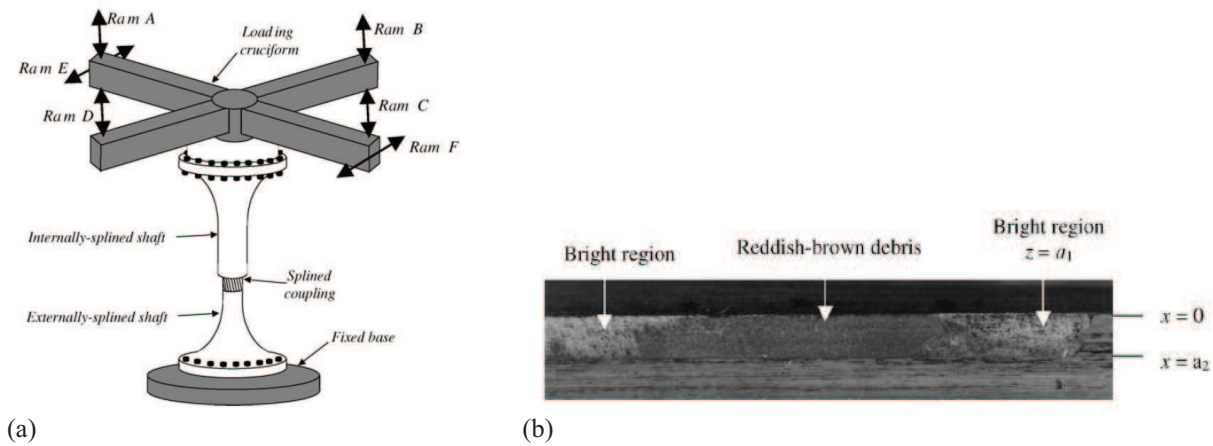 Ram A
Ram B
Loading
cruciform
Ram E
Ram D
Ram C
Ram F
Internally-splined shaft
Splined
coupling
Externally-splined shaft
Fixed base
(a)
Bright region
Reddish-brown debris
Bright region
z = a₁
x = 0
x = a₂
(b)